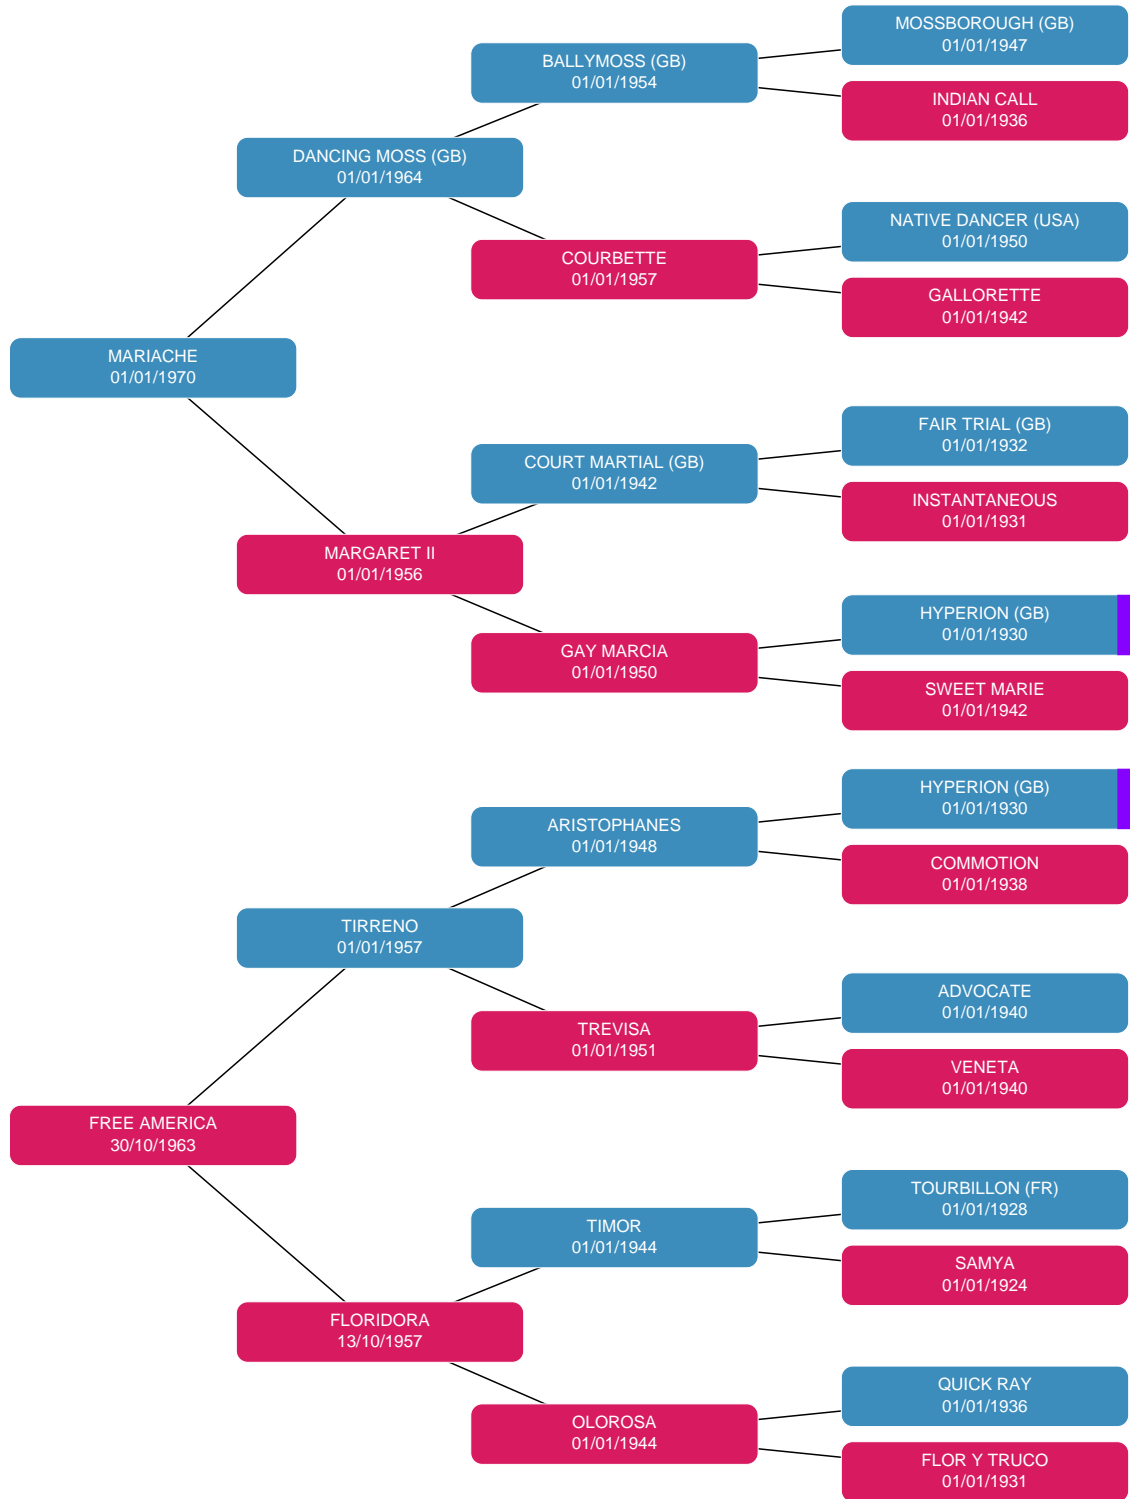 MOSSBOROUGH (GB)
01/01/1947
BALLYMOSS (GB)
01/01/1954
INDIAN CALL
01/01/1936
DANCING MOSS (GB)
01/01/1964
NATIVE DANCER (USA)
01/01/1950
COURBETTE
01/01/1957
GALLORETTE
01/01/1942
MARIACHE
01/01/1970
FAIR TRIAL (GB)
01/01/1932
COURT MARTIAL (GB)
01/01/1942
INSTANTANEOUS
01/01/1931
MARGARET II
01/01/1956
HYPERION (GB)
01/01/1930
GAY MARCIA
01/01/1950
SWEET MARIE
01/01/1942
HYPERION (GB)
01/01/1930
ARISTOPHANES
01/01/1948
COMMOTION
01/01/1938
TIRRENO
01/01/1957
ADVOCATE
01/01/1940
TREVISA
01/01/1951
VENETA
01/01/1940
FREE AMERICA
30/10/1963
TOURBILLON (FR)
01/01/1928
TIMOR
01/01/1944
SAMYA
01/01/1924
FLORIDORA
13/10/1957
QUICK RAY
01/01/1936
OLOROSA
01/01/1944
FLOR Y TRUCO
01/01/1931